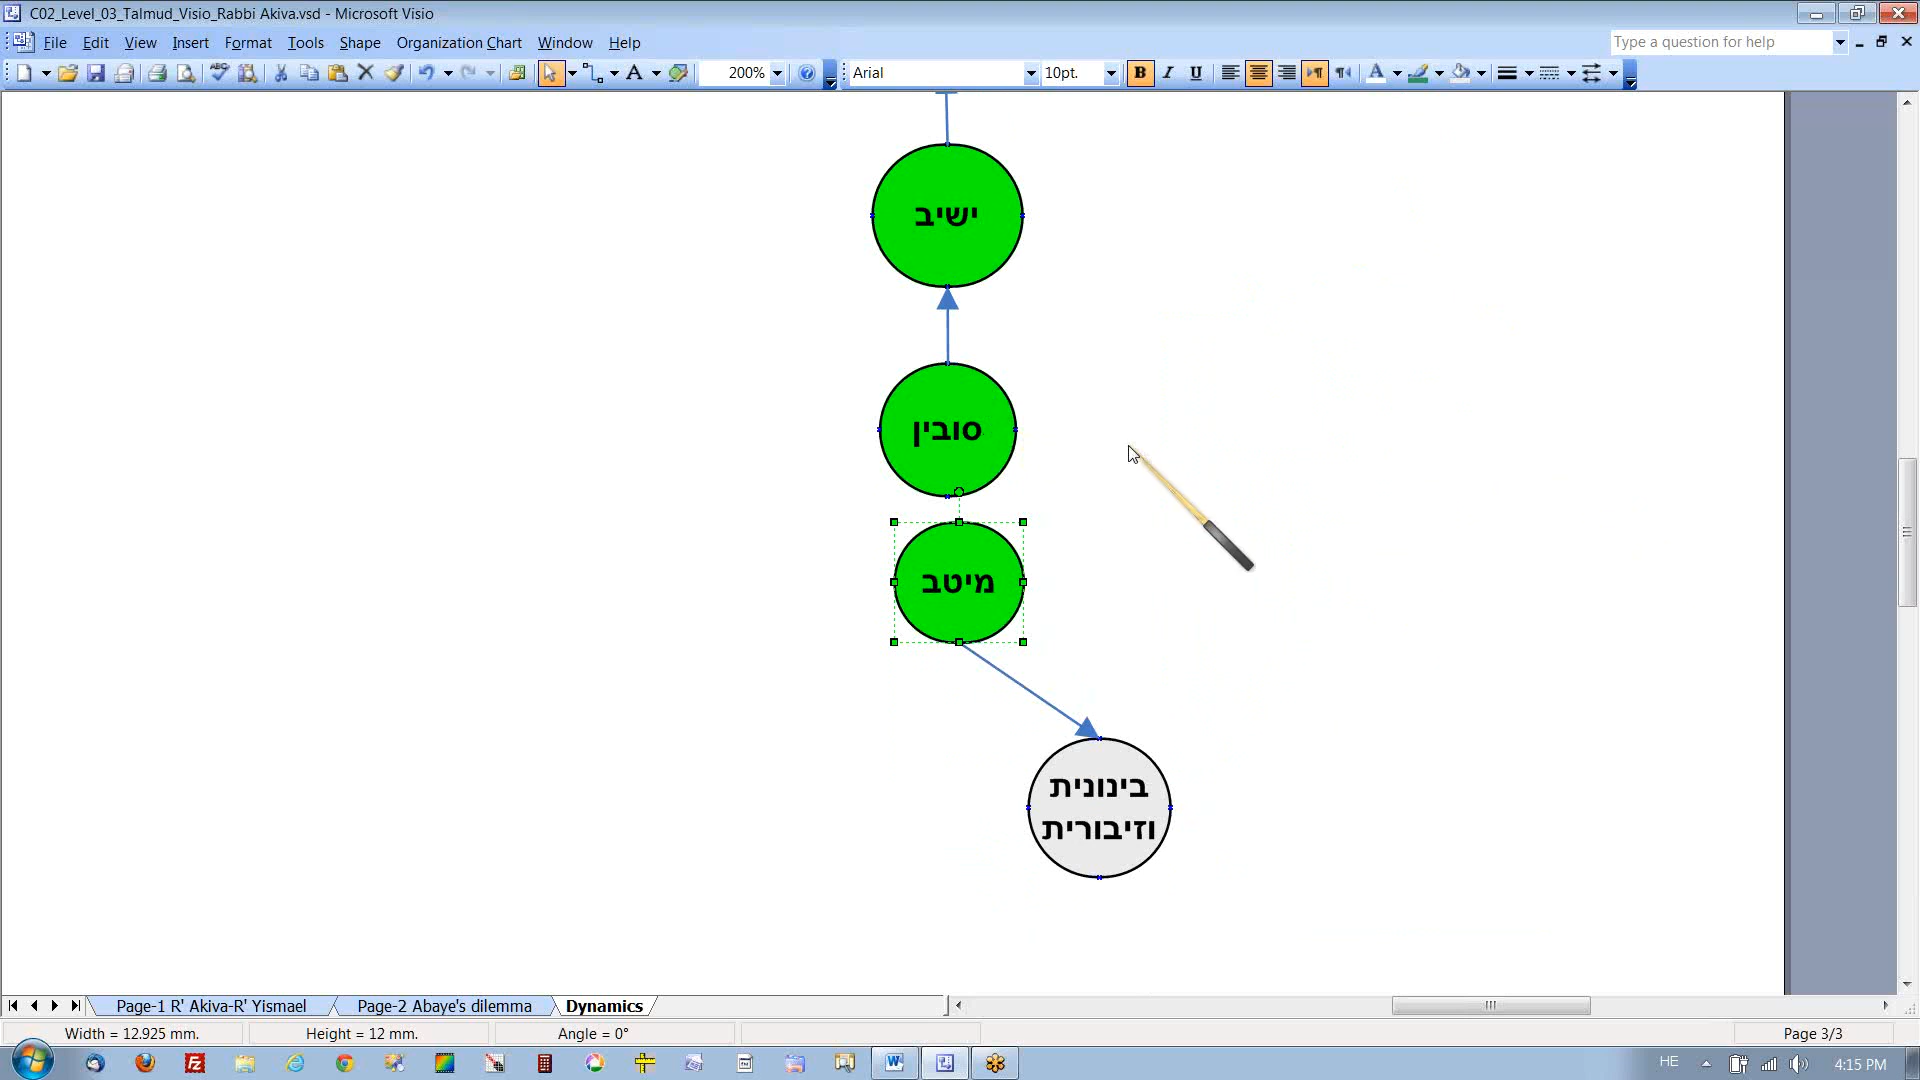 C02_Level_03_Talmud_Visio_Rabbi Akiva.vsd - Microsoft Visio
File Edit View Insert Format Tools Shape Organization Chart Window Help
Type a question for help
200% Arial 10pt. B I U
ישיב
סובין
מיטב
בינונית
וזיבורית
Page-1 R' Akiva-R' Yismael Page-2 Abaye's dilemma Dynamics
Width = 12.925 mm. Height = 12 mm. Angle = 0° Page 3/3
HE 4:15 PM